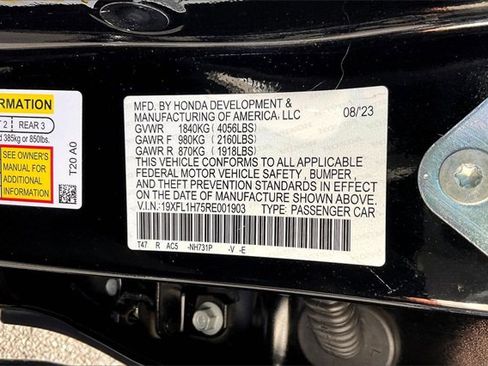 ORMATION
T 2 REAR 3
d 385kg or 850lbs.
SEE OWNER'S
MANUAL FOR
ADDITIONAL
INFORMATION
T20 A0
MFD. BY HONDA DEVELOPMENT &
MANUFACTURING OF AMERICA, LLC 08/'23
GVWR 1840KG ( 4056LBS)
GAWR F 980KG ( 2160LBS)
GAWR R 870KG ( 1918LBS)
THIS VEHICLE CONFORMS TO ALL APPLICABLE
FEDERAL MOTOR VEHICLE SAFETY , BUMPER ,
AND THEFT PREVENTION STANDARDS IN EFFECT
ON THE DATE OF MANUFACTURE SHOWN ABOVE.
V.I.N.: 19XFL1H75RE001903 TYPE: PASSENGER CAR
T47 R AC5 -NH731P -V -E